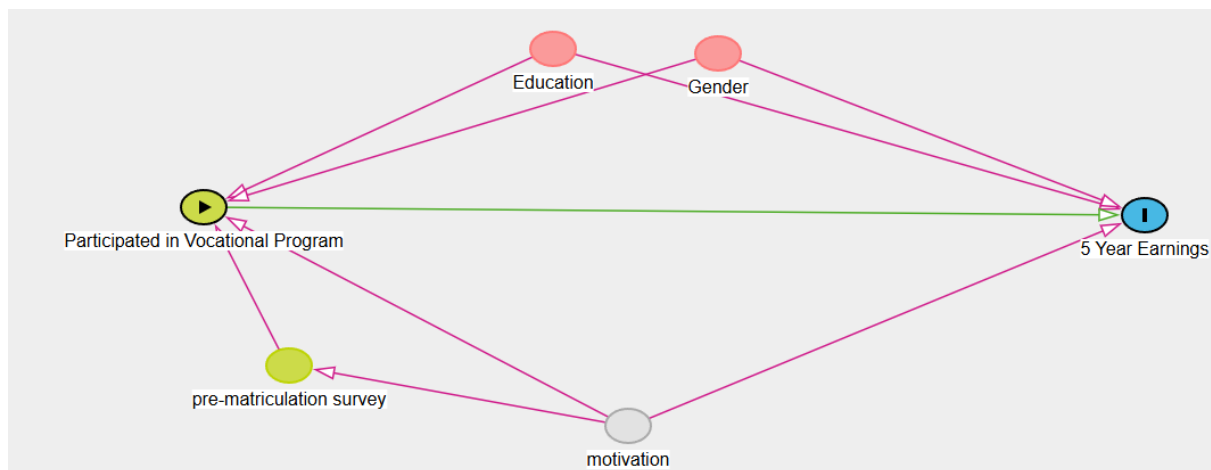 Education
Gender
Participated in Vocational Program
5 Year Earnings
pre-matriculation survey
motivation